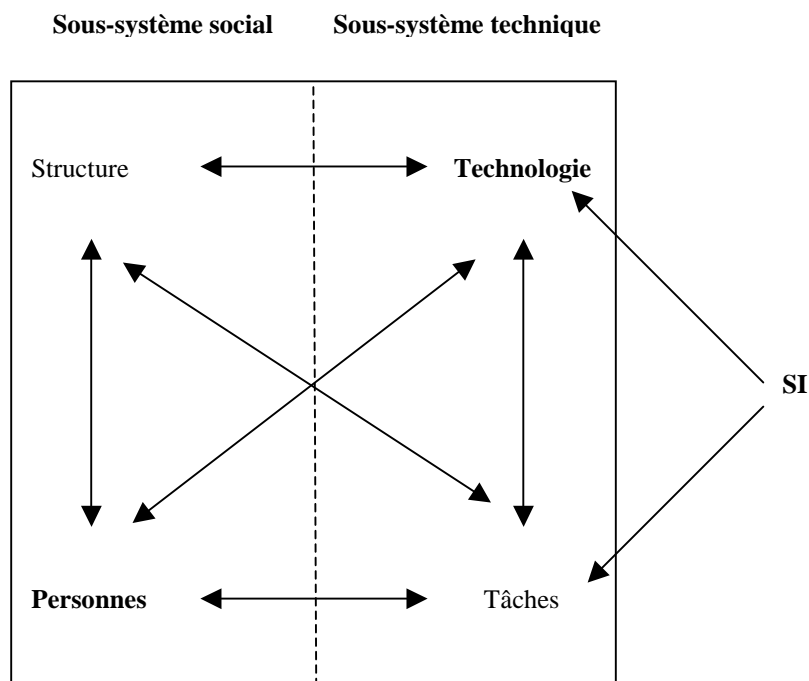 Sous-système social Sous-système technique
Structure Technologie
SI
Personnes Tâches